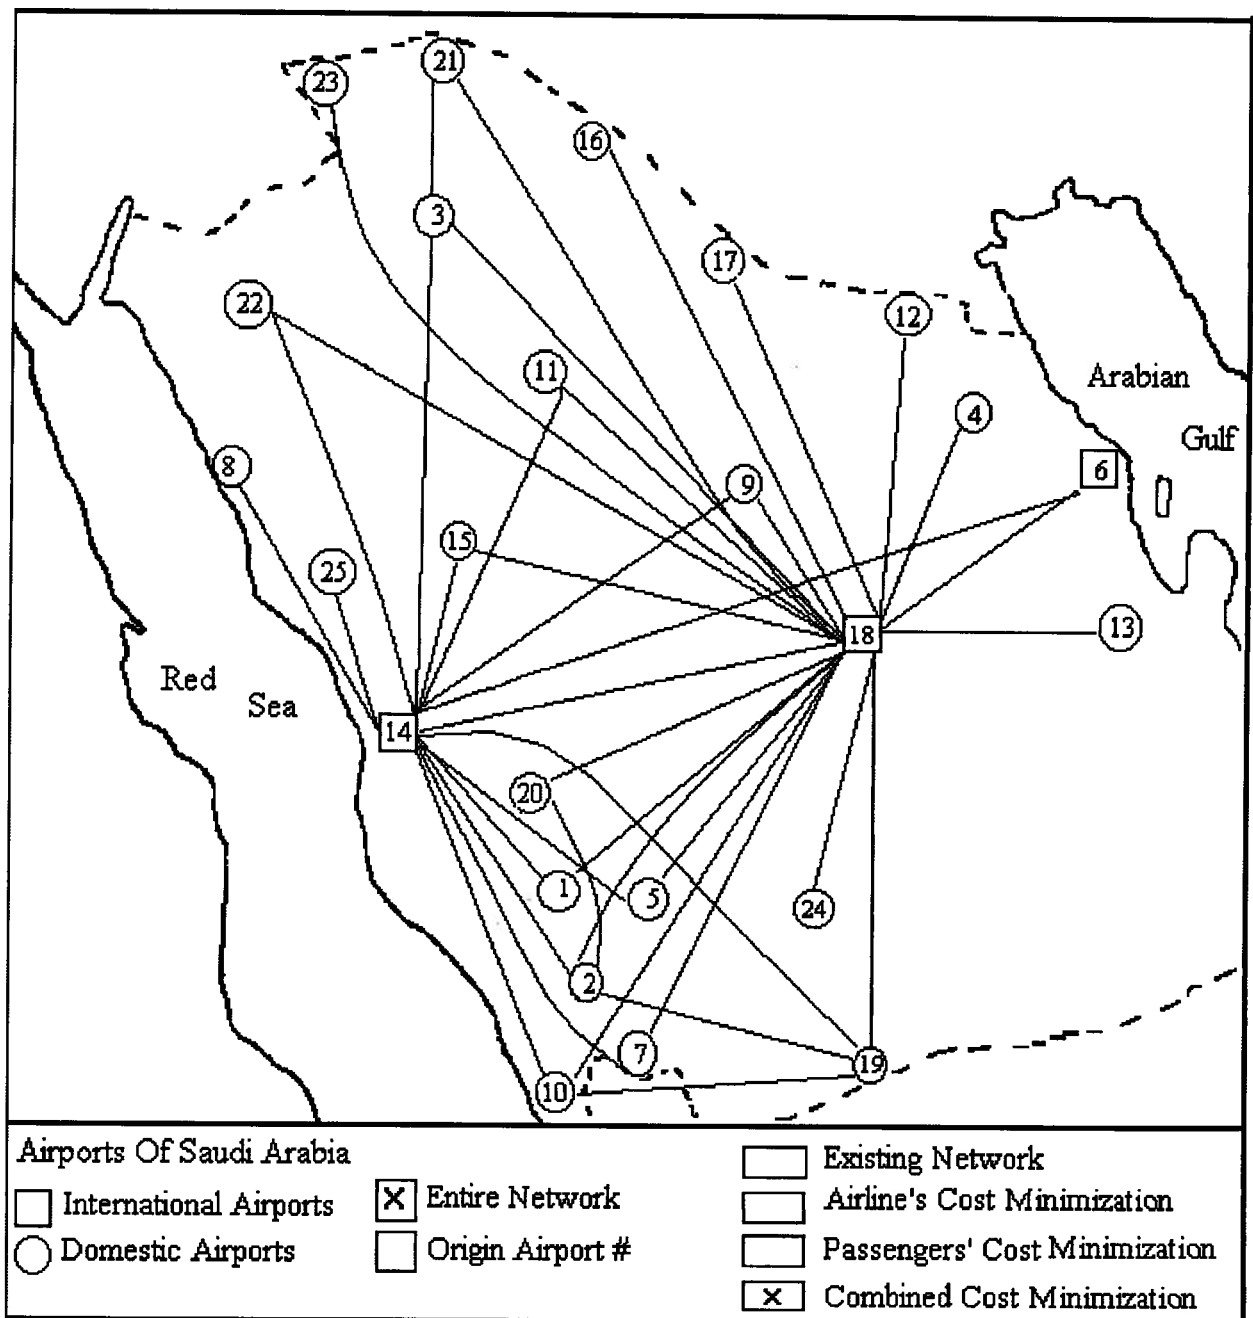 21
23
16
3
17
22
12
11
Arabian
4
Gulf
8
6
9
15
25
18
13
Red
Sea
14
20
1
5
24
2
7
19
10
Airports Of Saudi Arabia
International Airports
Domestic Airports
X Entire Network
Origin Airport #
Existing Network
Airline's Cost Minimization
Passengers' Cost Minimization
X Combined Cost Minimization